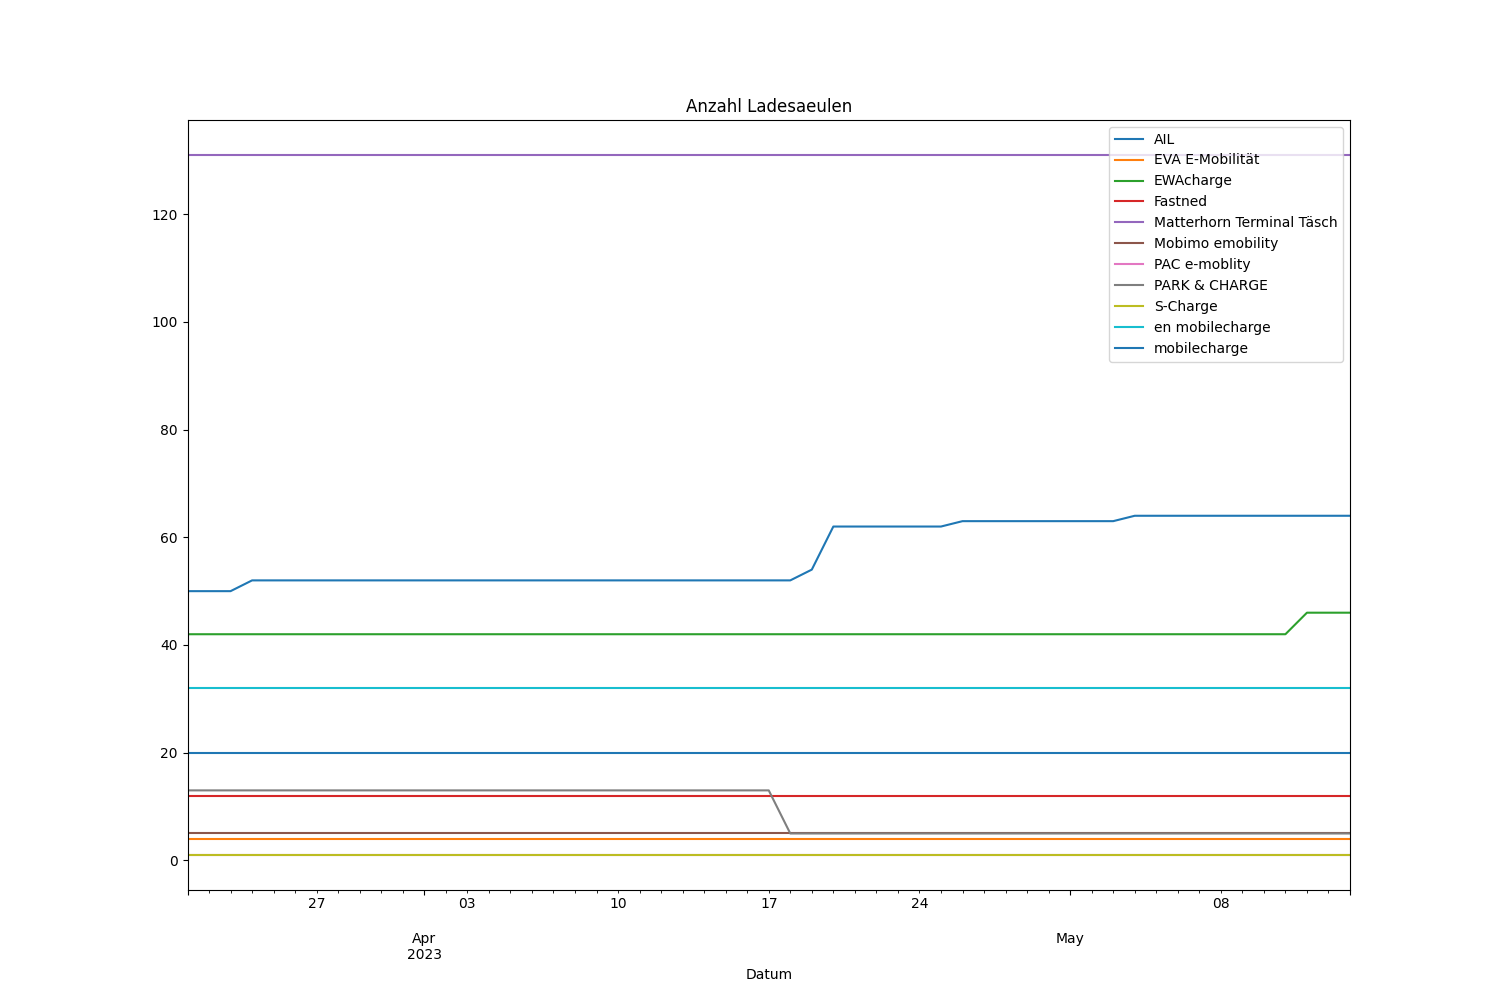 Anzahl Ladesaeulen
AIL
EVA E-Mobilität
EWAcharge
Fastned
Matterhorn Terminal Täsch
Mobimo emobility
PAC e-moblity
PARK & CHARGE
S-Charge
en mobilecharge
mobilecharge
120
100
80
60
40
20
0
27 03 10 17 24 08
Apr May
2023
Datum